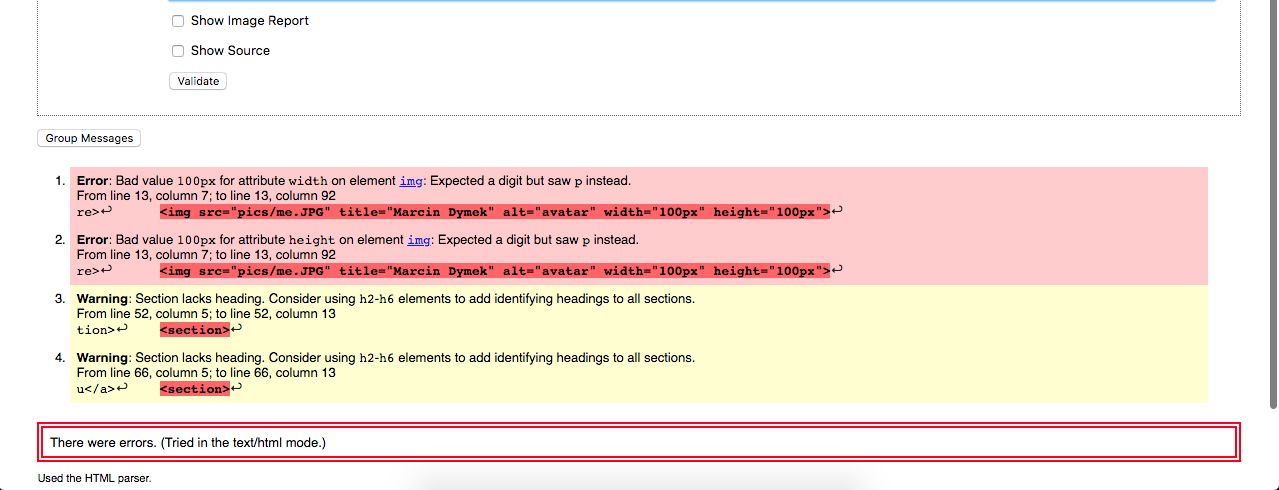 Show Image Report
Show Source
Validate
Group Messages
1. Error: Bad value 100px for attribute width on element img: Expected a digit but saw p instead.
From line 13, column 7; to line 13, column 92
re>↩ <img src="pics/me.JPG" title="Marcin Dymek" alt="avatar" width="100px" height="100px">↩
2. Error: Bad value 100px for attribute height on element img: Expected a digit but saw p instead.
From line 13, column 7; to line 13, column 92
re>↩ <img src="pics/me.JPG" title="Marcin Dymek" alt="avatar" width="100px" height="100px">↩
3. Warning: Section lacks heading. Consider using h2-h6 elements to add identifying headings to all sections.
From line 52, column 5; to line 52, column 13
tion>↩ <section>↩
4. Warning: Section lacks heading. Consider using h2-h6 elements to add identifying headings to all sections.
From line 66, column 5; to line 66, column 13
u</a>↩ <section>↩
There were errors. (Tried in the text/html mode.)
Used the HTML parser.